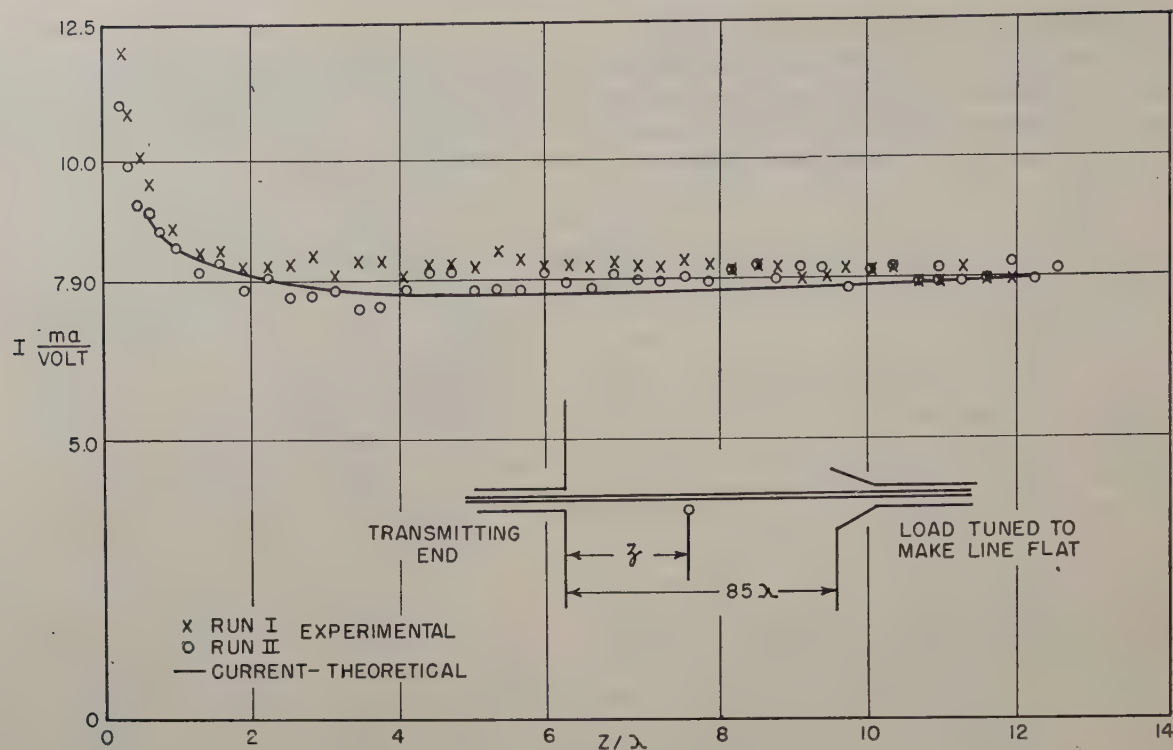 12.5
10.0
7.90
I ma/VOLT
5.0
0
TRANSMITTING
END
z
85λ
LOAD TUNED TO
MAKE LINE FLAT
x RUN I EXPERIMENTAL
o RUN II
— CURRENT- THEORETICAL
0 2 4 6 8 10 12 14
Z/λ